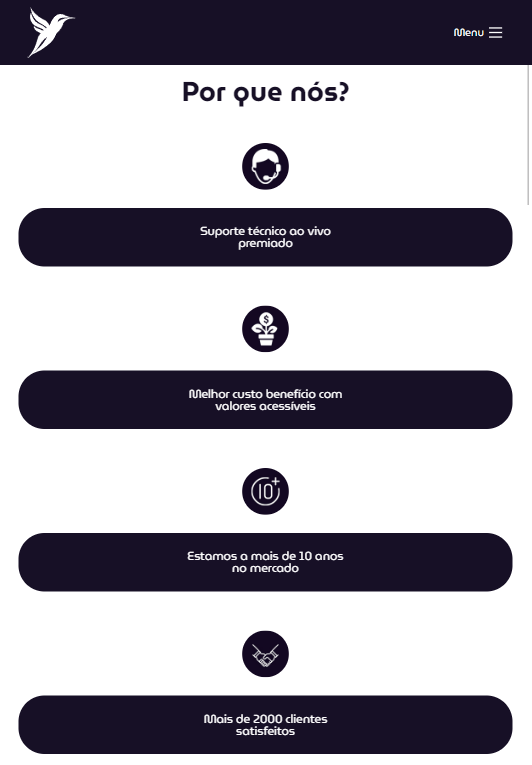 Menu
Por que nós?
Suporte técnico ao vivo
premiado
$
Melhor custo benefício com
valores acessíveis
10+
Estamos a mais de 10 anos
no mercado
Mais de 2000 clientes
satisfeitos